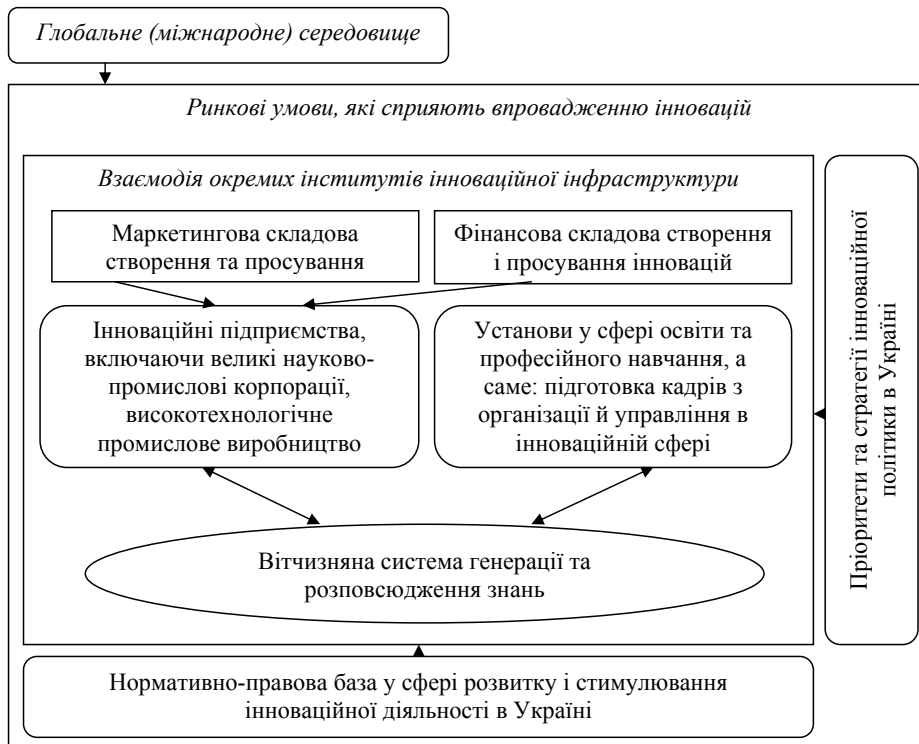 Глобальне (міжнародне) середовище
Ринкові умови, які сприяють впровадженню інновацій
Взаємодія окремих інститутів інноваційної інфраструктури
Маркетингова складова
створення та просування
Фінансова складова створення
і просування інновацій
Інноваційні підприємства,
включаючи великі науково-
промислові корпорації,
високотехнологічне
промислове виробництво
Установи у сфері освіти та
професійного навчання, а
саме: підготовка кадрів з
організації й управління в
інноваційній сфері
Вітчизняна система генерації та
розповсюдження знань
Пріоритети та стратегії інноваційної
політики в Україні
Нормативно-правова база у сфері розвитку і стимулювання
інноваційної діяльності в Україні